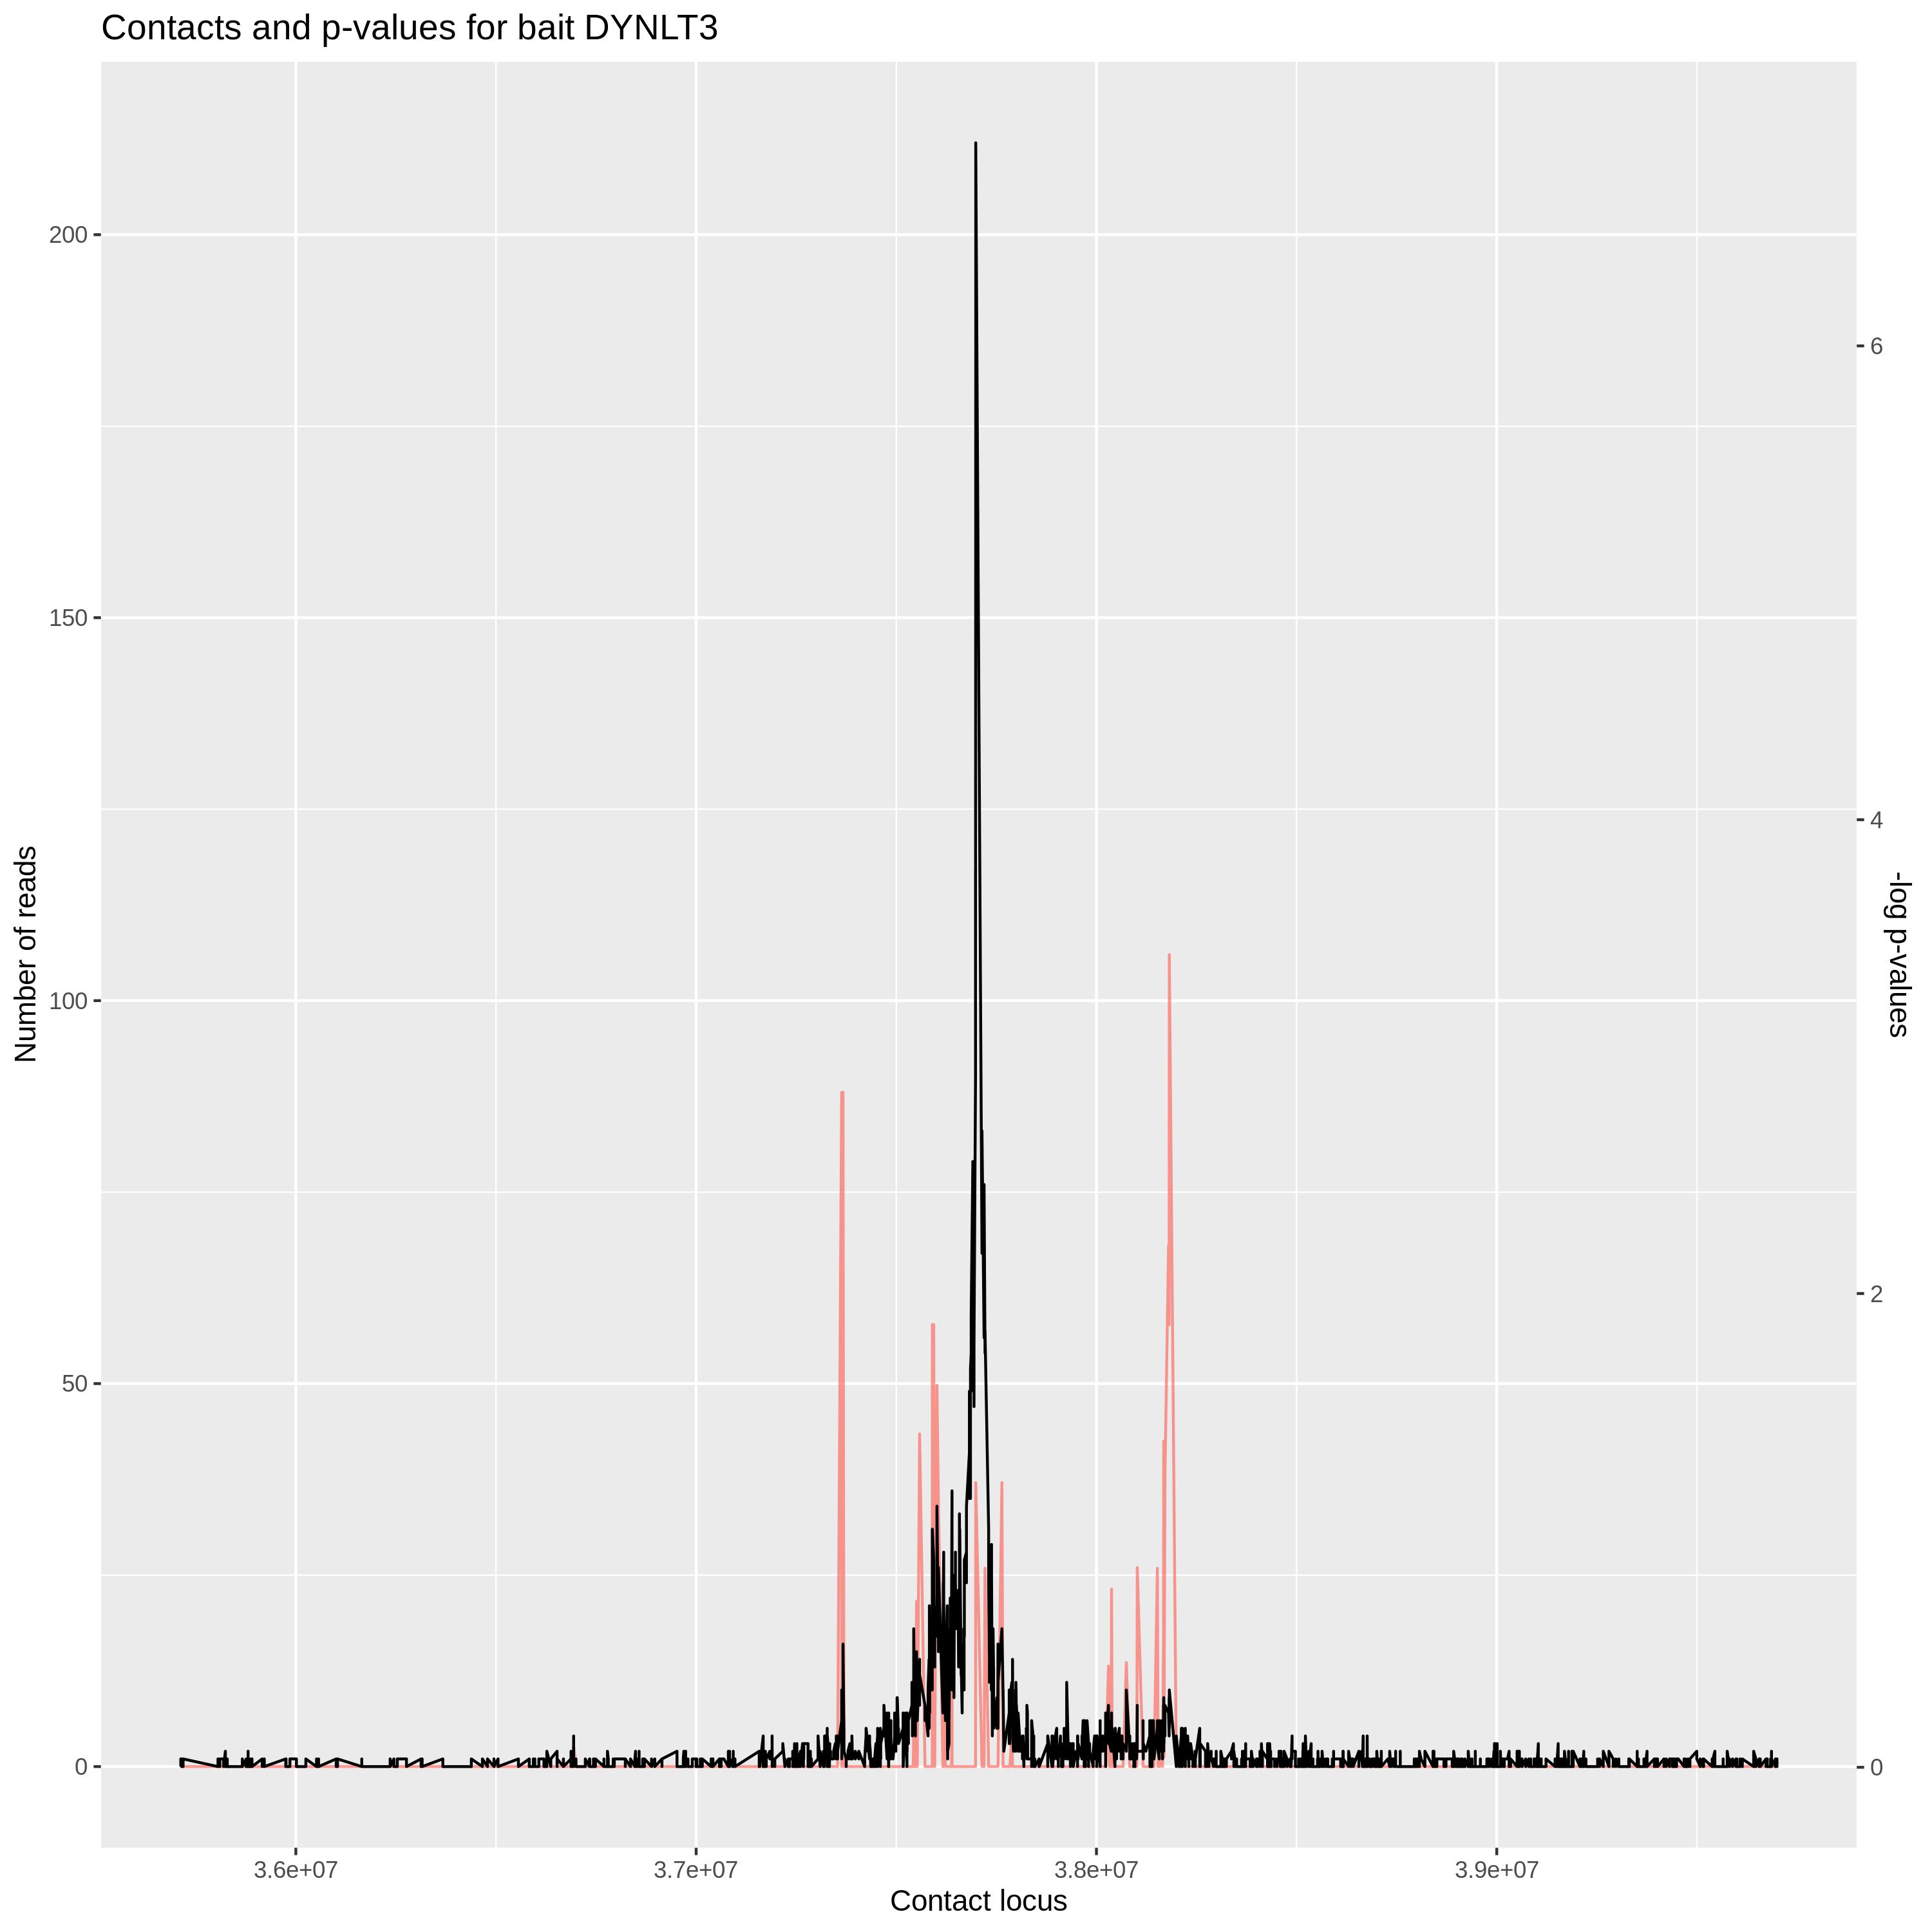 Contacts and p-values for bait DYNLT3
200
150
100
50
0
6
4
2
0
Number of reads
-log p-values
3.6e+07
3.7e+07
3.8e+07
3.9e+07
Contact locus